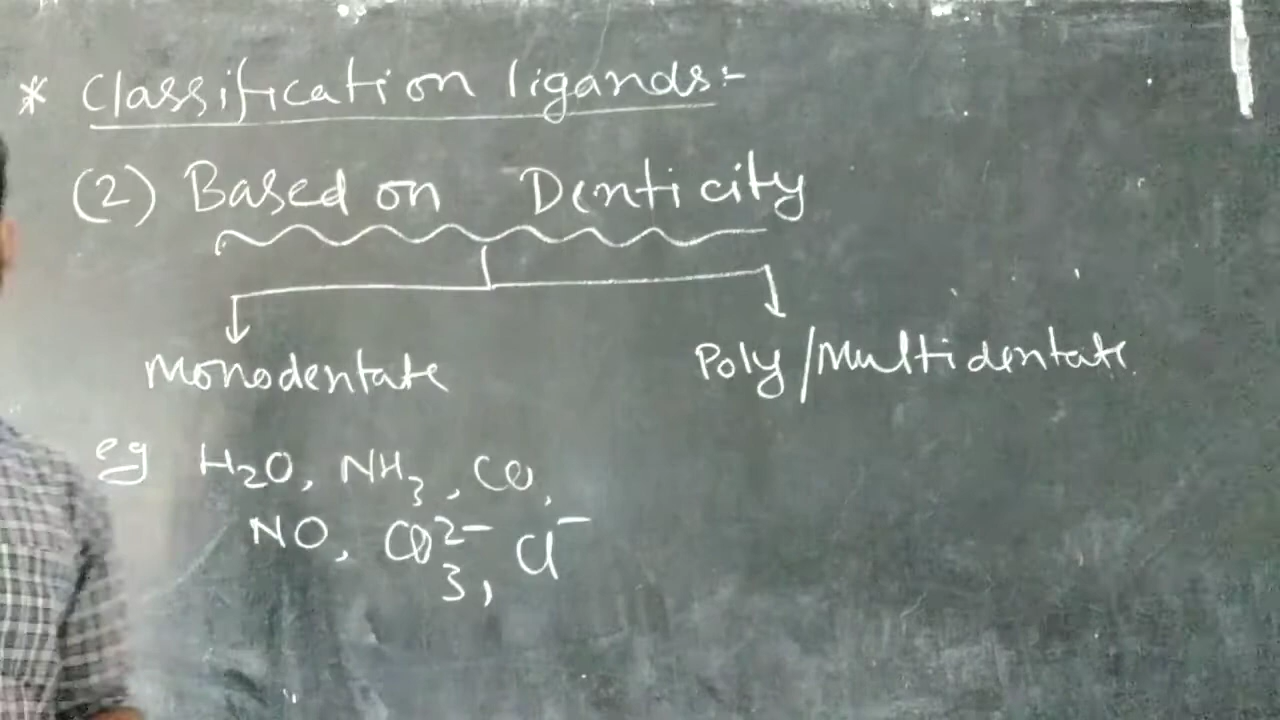 * Classification ligands:-
(2) Based on Denticity
Monodentate Poly/Multidentate
eg H₂O, NH₃, CO,
NO, CO₃²⁻, Cl⁻